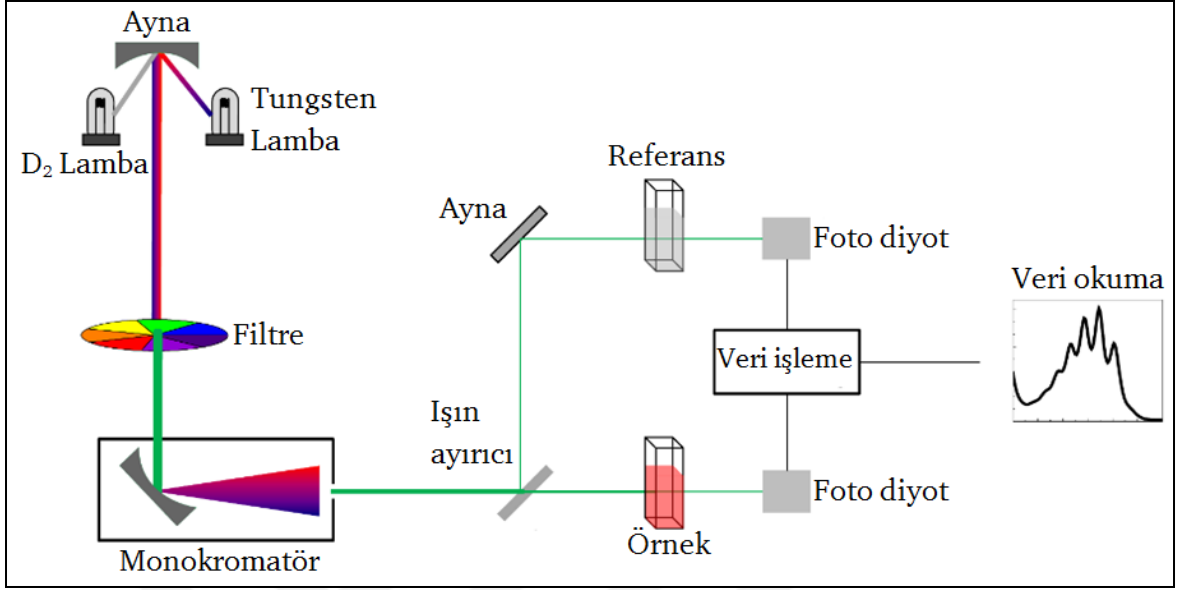 Ayna
Tungsten
Lamba
D₂ Lamba
Filtre
Monokromatör
Işın
ayırıcı
Ayna
Referans
Örnek
Foto diyot
Veri işleme
Foto diyot
Veri okuma